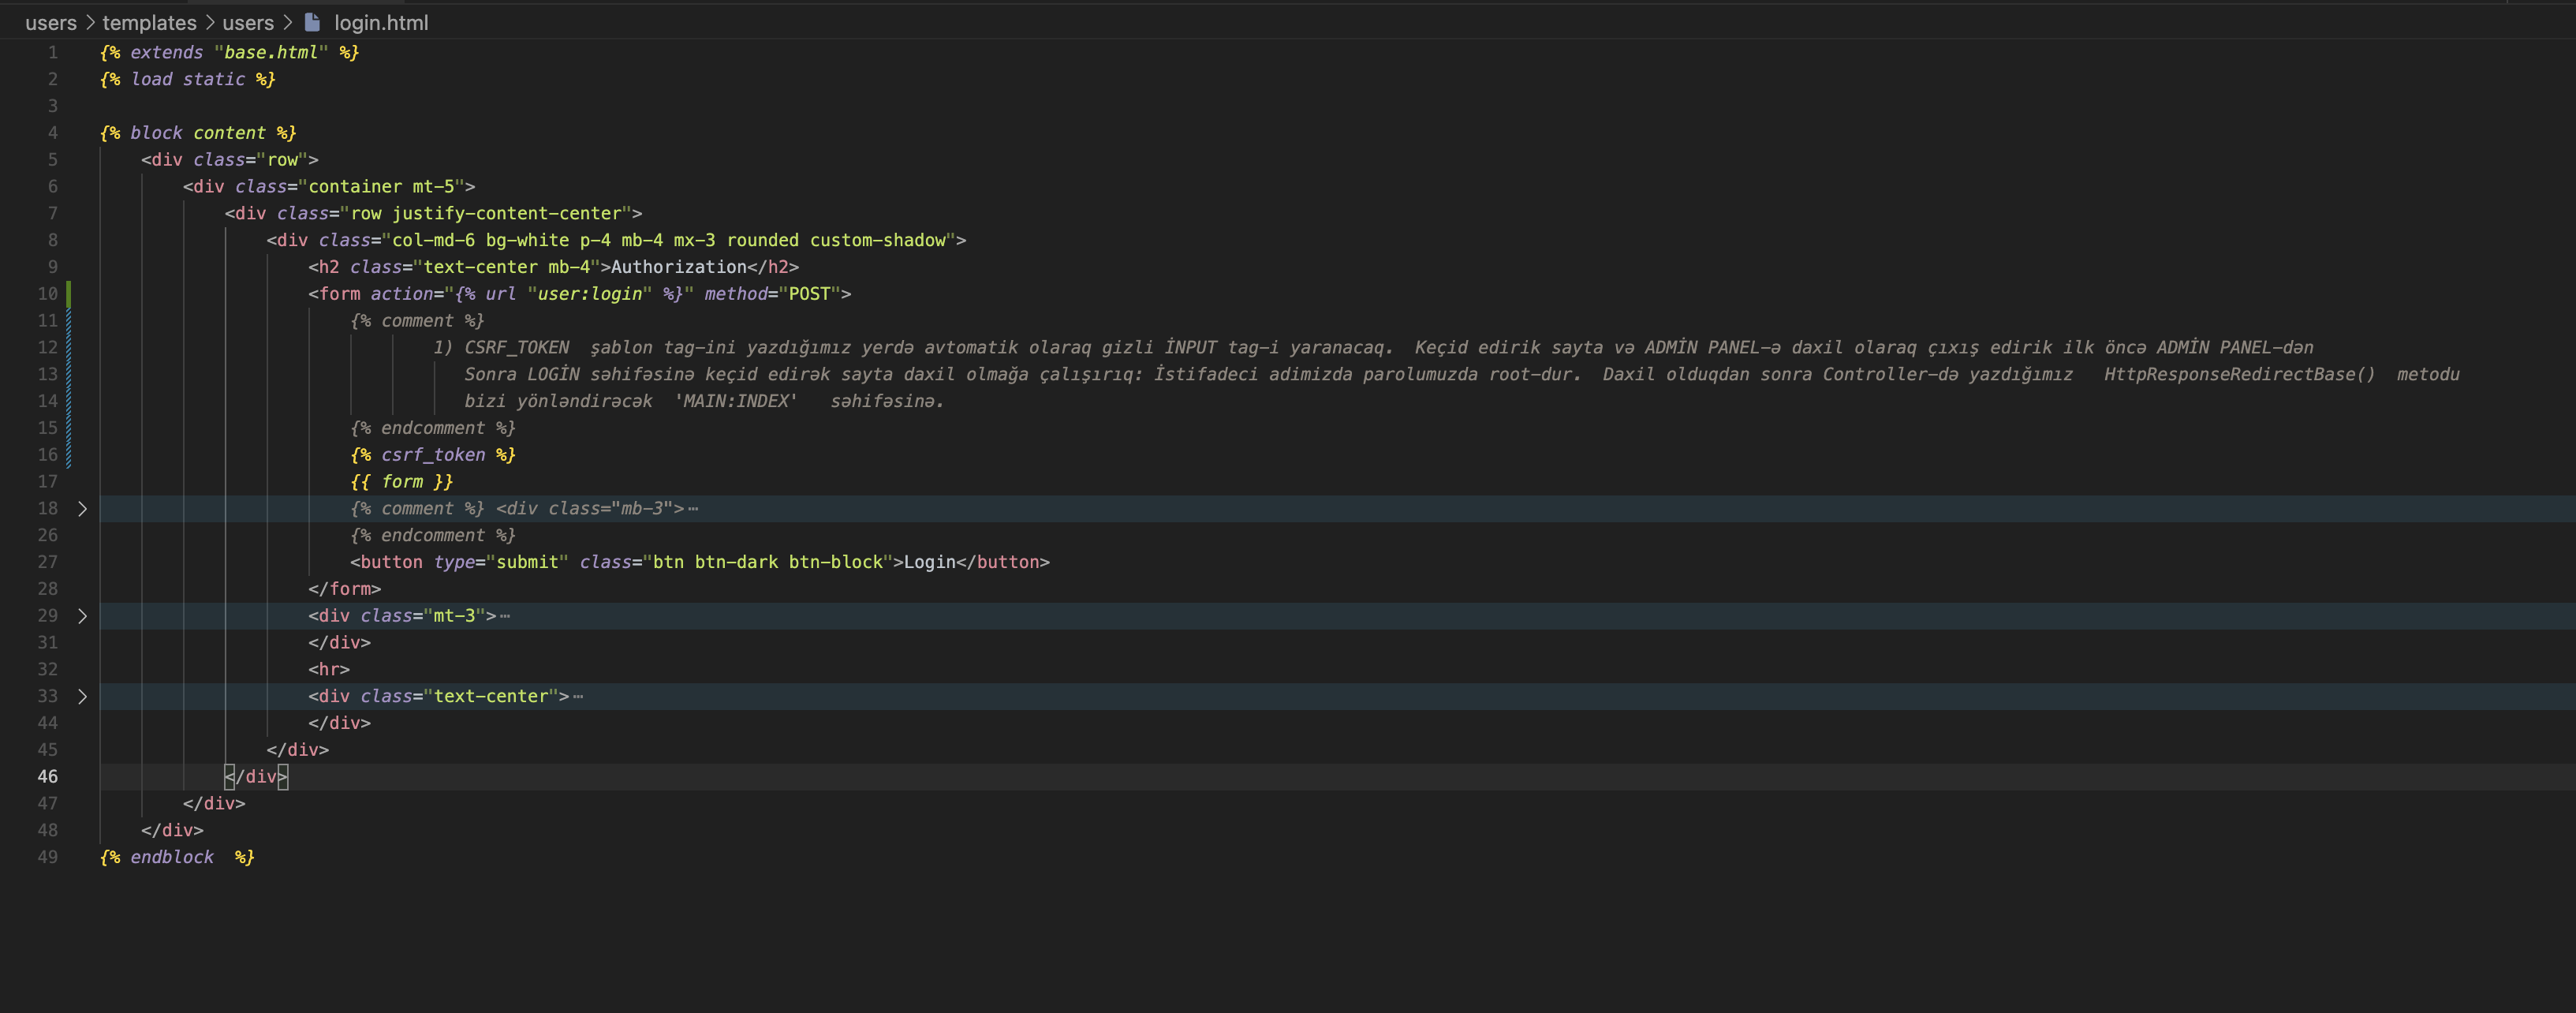 users > templates > users > login.html
1 {% extends "base.html" %}
2 {% load static %}
3
4 {% block content %}
5 <div class="row">
6 <div class="container mt-5">
7 <div class="row justify-content-center">
8 <div class="col-md-6 bg-white p-4 mb-4 mx-3 rounded custom-shadow">
9 <h2 class="text-center mb-4">Authorization</h2>
10 <form action="{% url "user:login" %}" method="POST">
11 {% comment %}
12 1) CSRF_TOKEN şablon tag-ini yazdığımız yerdə avtomatik olaraq gizli İNPUT tag-i yaranacaq. Keçid edirik sayta və ADMİN PANEL-ə daxil olaraq çıxış edirik ilk öncə ADMİN PANEL-dən
13 Sonra LOGİN səhifəsinə keçid edirək sayta daxil olmağa çalışırıq: İstifadeci adimizda parolumuzda root-dur. Daxil olduqdan sonra Controller-də yazdığımız HttpResponseRedirectBase() metodu
14 bizi yönləndirəcək 'MAIN:INDEX' səhifəsinə.
15 {% endcomment %}
16 {% csrf_token %}
17 {{ form }}
18 {% comment %} <div class="mb-3">⋯
26 {% endcomment %}
27 <button type="submit" class="btn btn-dark btn-block">Login</button>
28 </form>
29 <div class="mt-3">⋯
31 </div>
32 <hr>
33 <div class="text-center">⋯
44 </div>
45 </div>
46 </div>
47 </div>
48 </div>
49 {% endblock %}